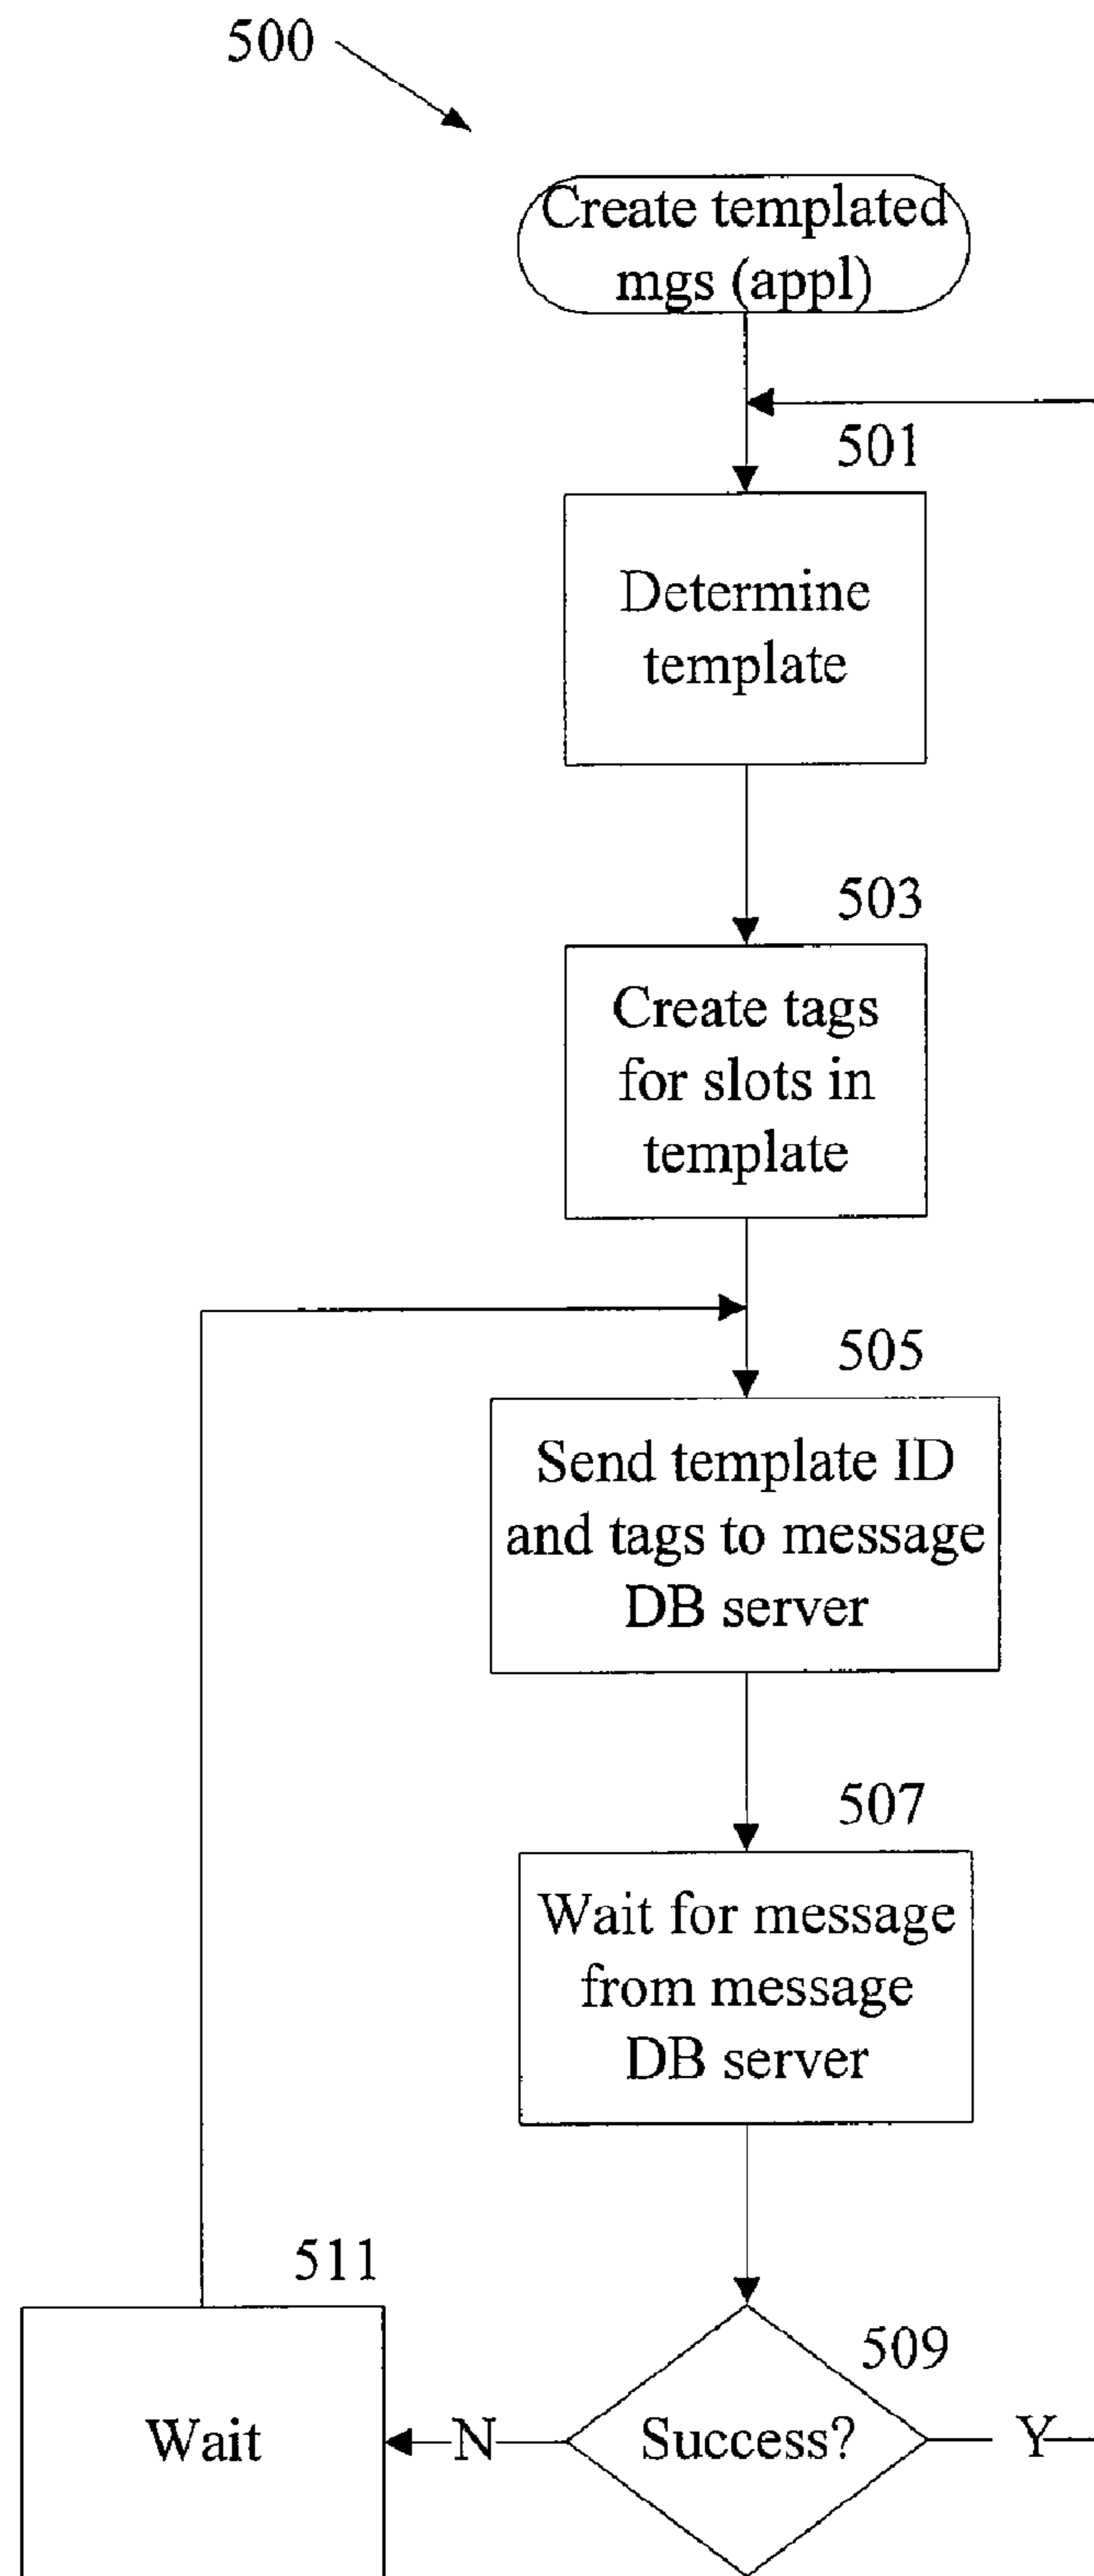 500
Create templated
mgs (appl)
501
Determine
template
503
Create tags
for slots in
template
505
Send template ID
and tags to message
DB server
507
Wait for message
from message
DB server
511
509
Wait
N
Success?
Y